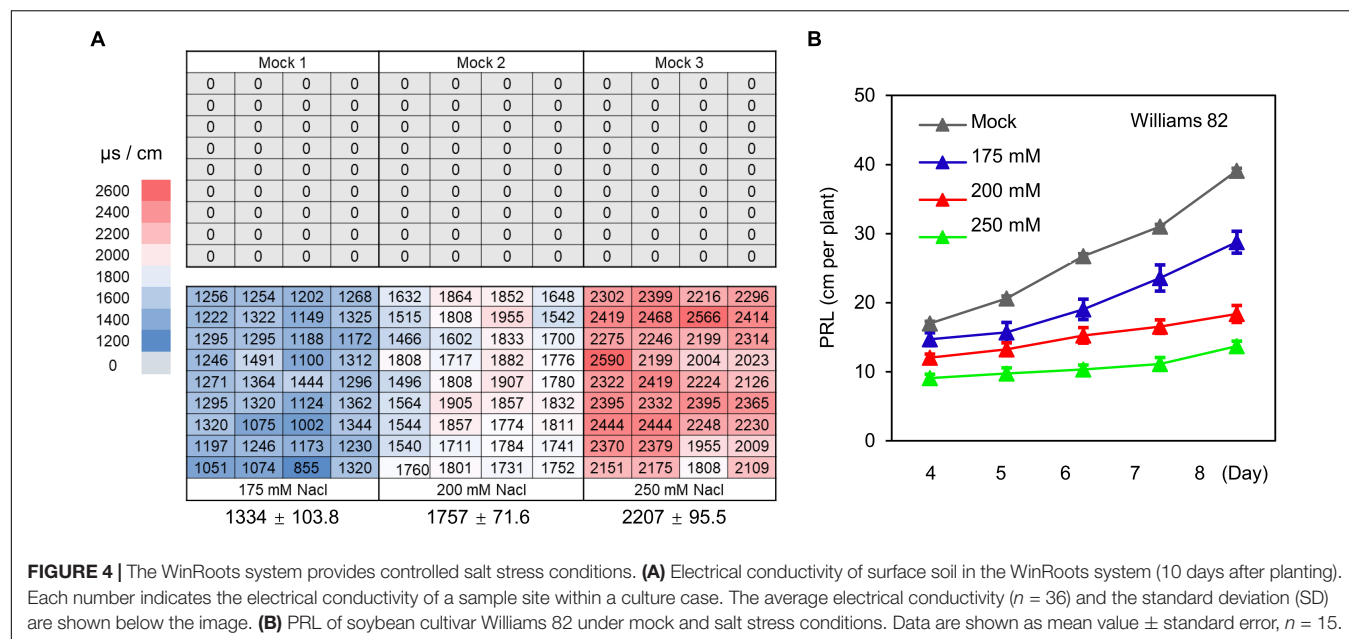 A
Mock 1 Mock 2 Mock 3
0 0 0 0 0 0 0 0 0 0 0 0
0 0 0 0 0 0 0 0 0 0 0 0
0 0 0 0 0 0 0 0 0 0 0 0
0 0 0 0 0 0 0 0 0 0 0 0
0 0 0 0 0 0 0 0 0 0 0 0
0 0 0 0 0 0 0 0 0 0 0 0
0 0 0 0 0 0 0 0 0 0 0 0
0 0 0 0 0 0 0 0 0 0 0 0
0 0 0 0 0 0 0 0 0 0 0 0
µs / cm
2600
2400
2200
2000
1800
1600
1400
1200
0
1256 1254 1202 1268 1632 1864 1852 1648 2302 2399 2216 2296
1222 1322 1149 1325 1515 1808 1955 1542 2419 2468 2566 2414
1295 1295 1188 1172 1466 1602 1833 1700 2275 2246 2199 2314
1246 1491 1100 1312 1808 1717 1882 1776 2590 2199 2004 2023
1271 1364 1444 1296 1496 1808 1907 1780 2322 2419 2224 2126
1295 1320 1124 1362 1564 1905 1857 1832 2395 2332 2395 2365
1320 1075 1002 1344 1544 1857 1774 1811 2444 2444 2248 2230
1197 1246 1173 1230 1540 1711 1784 1741 2370 2379 1955 2009
1051 1074 855 1320 1760 1801 1731 1752 2151 2175 1808 2109
175 mM Nacl 200 mM Nacl 250 mM Nacl
1334 ± 103.8 1757 ± 71.6 2207 ± 95.5
B
Williams 82
Mock
175 mM
200 mM
250 mM
PRL (cm per plant)
50
40
30
20
10
0
4 5 6 7 8 (Day)
FIGURE 4 | The WinRoots system provides controlled salt stress conditions. (A) Electrical conductivity of surface soil in the WinRoots system (10 days after planting).
Each number indicates the electrical conductivity of a sample site within a culture case. The average electrical conductivity (n = 36) and the standard deviation (SD)
are shown below the image. (B) PRL of soybean cultivar Williams 82 under mock and salt stress conditions. Data are shown as mean value ± standard error, n = 15.